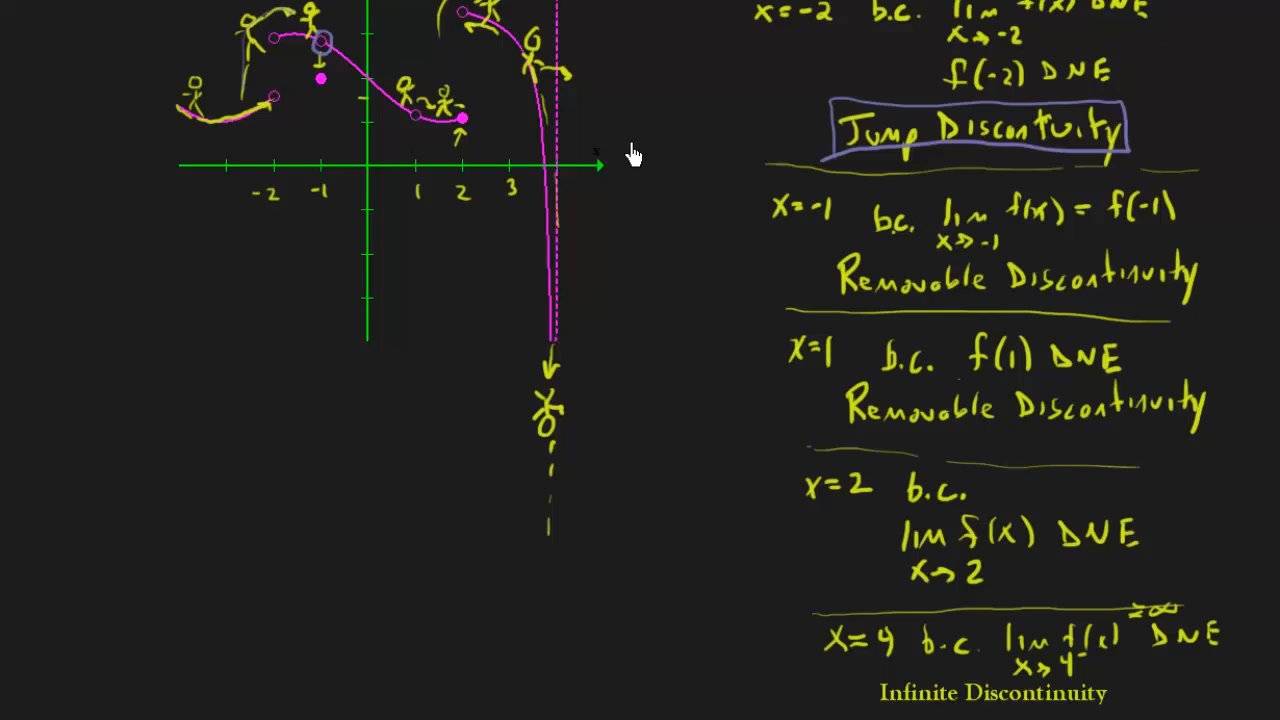 x=-2 b.c. lim f(x) DNE
x→-2
f(-2) DNE
Jump Discontuity
x=-1 b.c. lim f(x) = f(-1)
x→-1
Removable Discontinuity
x=1 b.c. f(1) DNE
Removable Discontinuity
x=2 b.c.
lim f(x) DNE
x→2
=∞
x=4 b.c. lim f(x) DNE
x→4⁻
Infinite Discontinuity
x
-2 -1 1 2 3